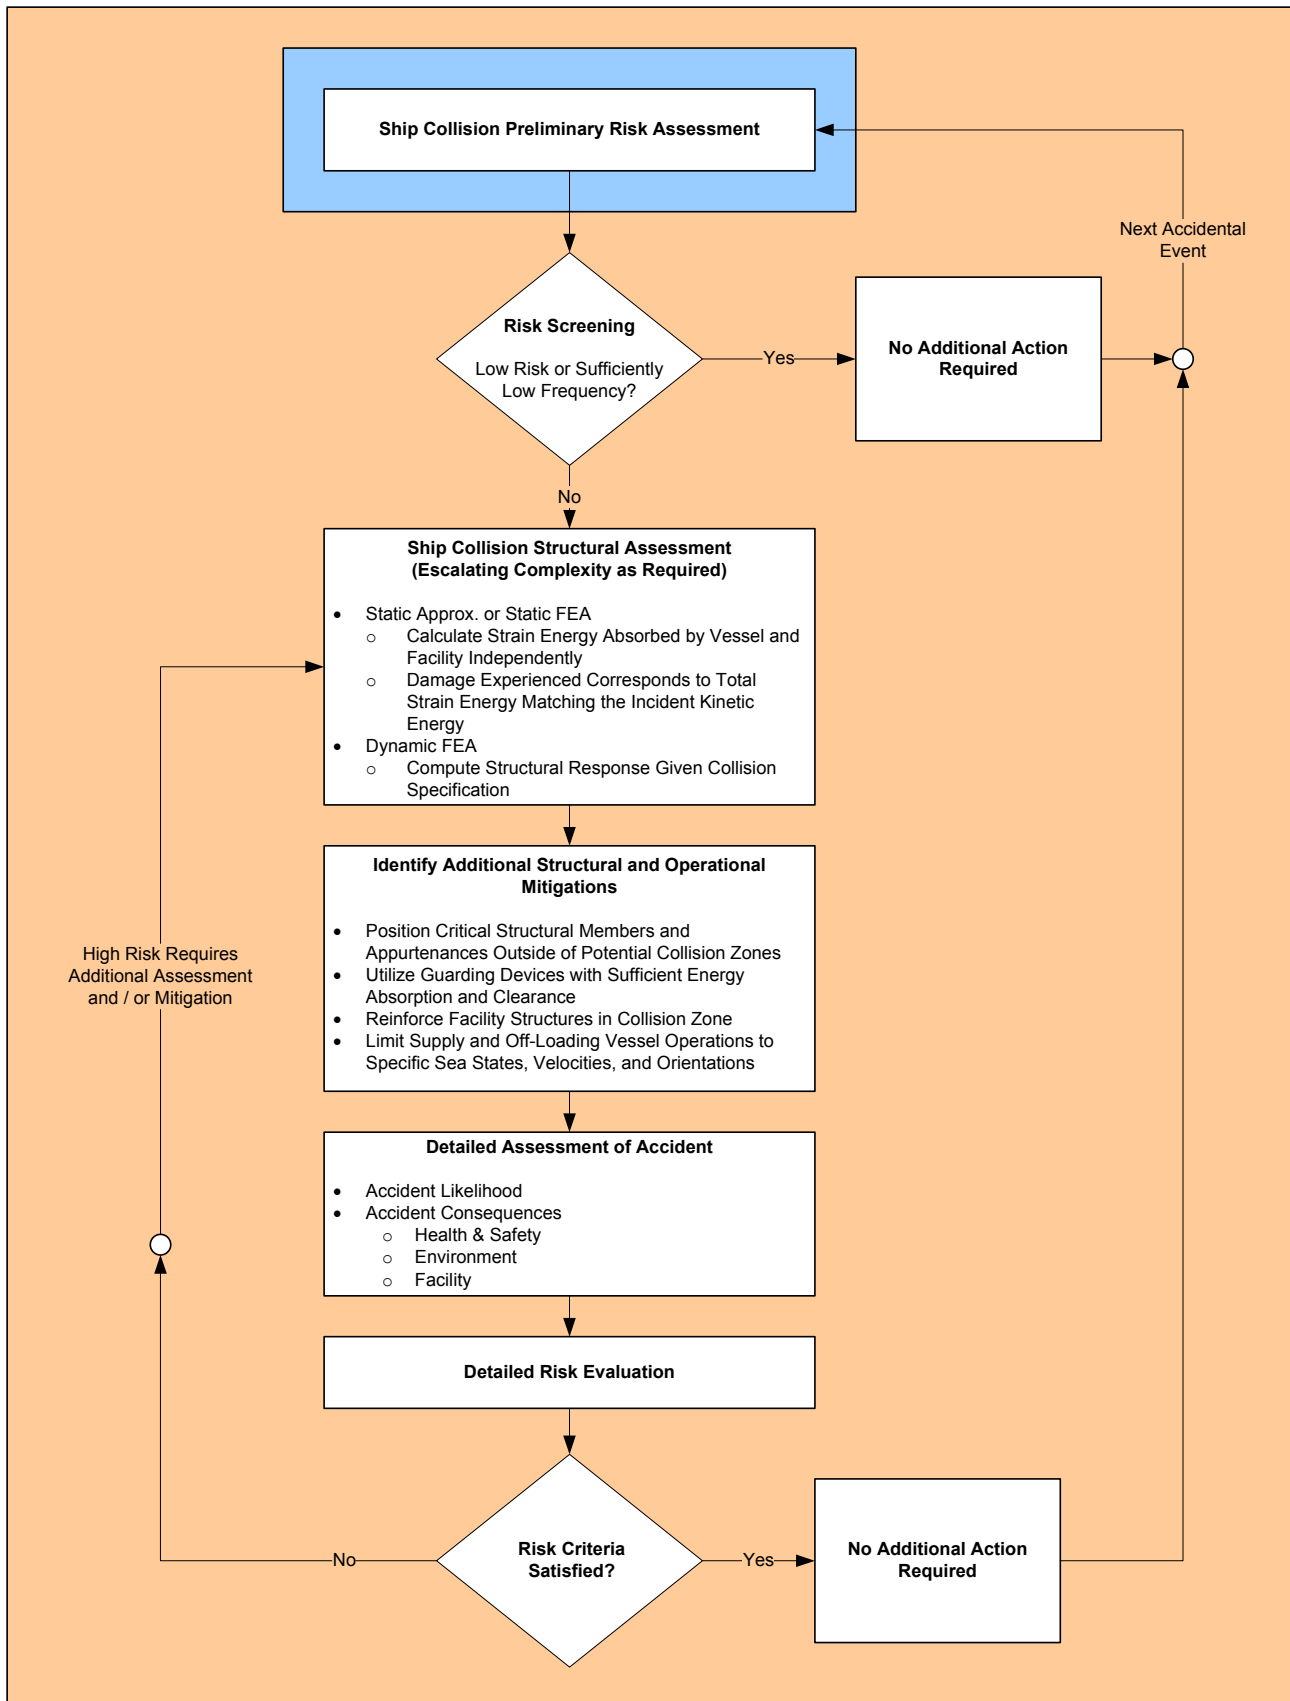 Ship Collision Preliminary Risk Assessment
Next Accidental
Event
Risk Screening
Low Risk or Sufficiently
Low Frequency?
Yes
No Additional Action
Required
No
Ship Collision Structural Assessment
(Escalating Complexity as Required)
• Static Approx. or Static FEA
o Calculate Strain Energy Absorbed by Vessel and
Facility Independently
o Damage Experienced Corresponds to Total
Strain Energy Matching the Incident Kinetic
Energy
• Dynamic FEA
o Compute Structural Response Given Collision
Specification
Identify Additional Structural and Operational
Mitigations
• Position Critical Structural Members and
Appurtenances Outside of Potential Collision Zones
• Utilize Guarding Devices with Sufficient Energy
Absorption and Clearance
• Reinforce Facility Structures in Collision Zone
• Limit Supply and Off-Loading Vessel Operations to
Specific Sea States, Velocities, and Orientations
High Risk Requires
Additional Assessment
and / or Mitigation
Detailed Assessment of Accident
• Accident Likelihood
• Accident Consequences
o Health & Safety
o Environment
o Facility
Detailed Risk Evaluation
Risk Criteria
Satisfied?
No
Yes
No Additional Action
Required